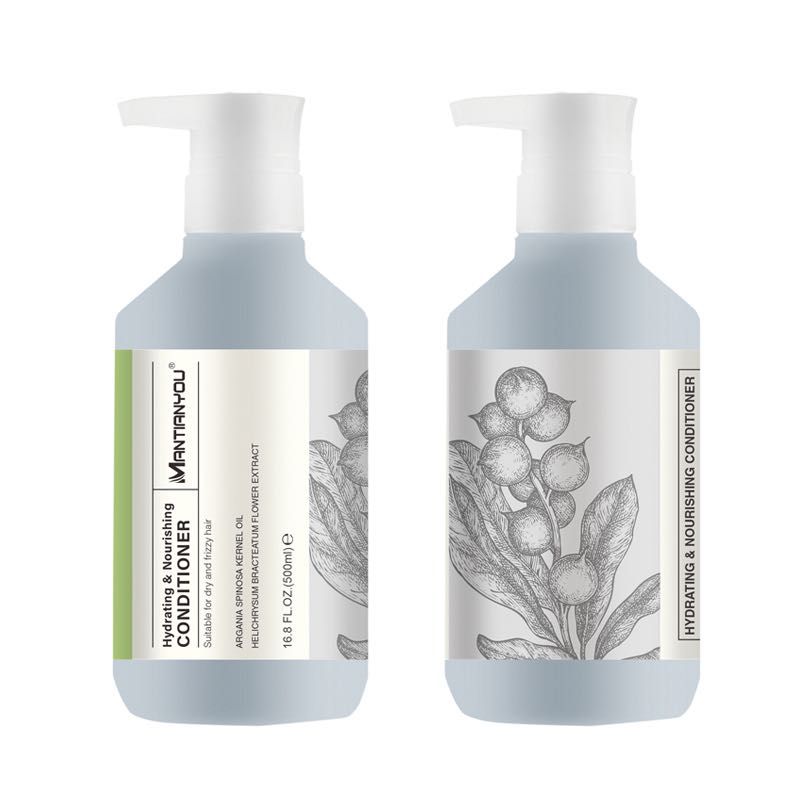 MANTIANYOU®
Hydrating & Nourishing
CONDITIONER
Suitable for dry and frizzy hair
ARGANIA SPINOSA KERNEL OIL
HELICHRYSUM BRACTEATUM FLOWER EXTRACT
16.8 FL.OZ.(500ml) ℮
HYDRATING & NOURISHING CONDITIONER